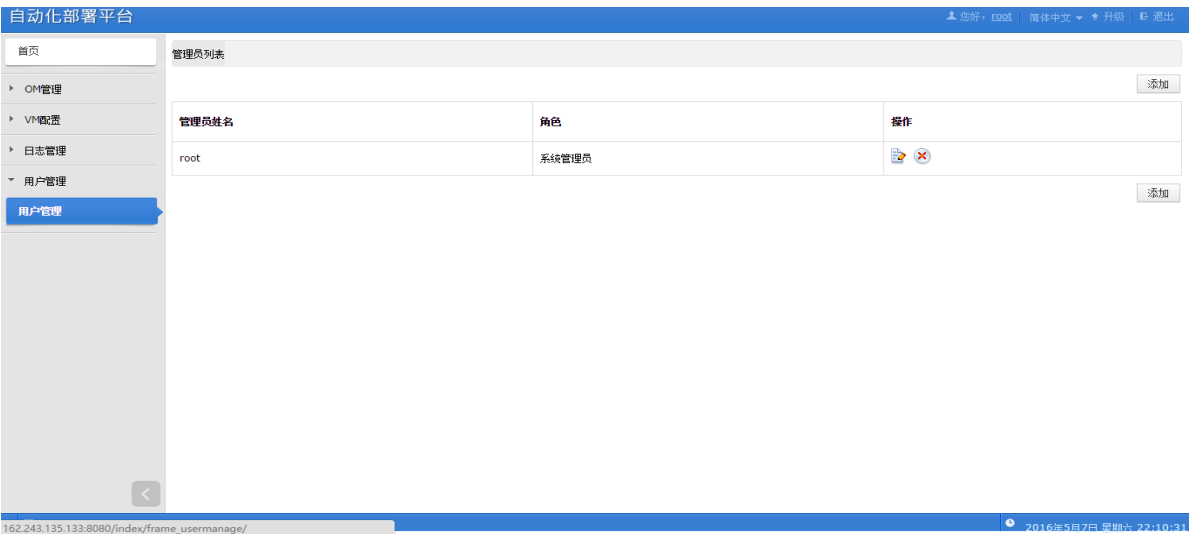 自动化部署平台
您好，root 简体中文 升级 退出
首页
管理员列表
OM管理
添加
VM配置
管理员姓名 角色 操作
日志管理
root 系统管理员
用户管理
添加
用户管理
162.243.135.133:8080/index/frame_usermanage/
2016年5月7日 星期六 22:10:31